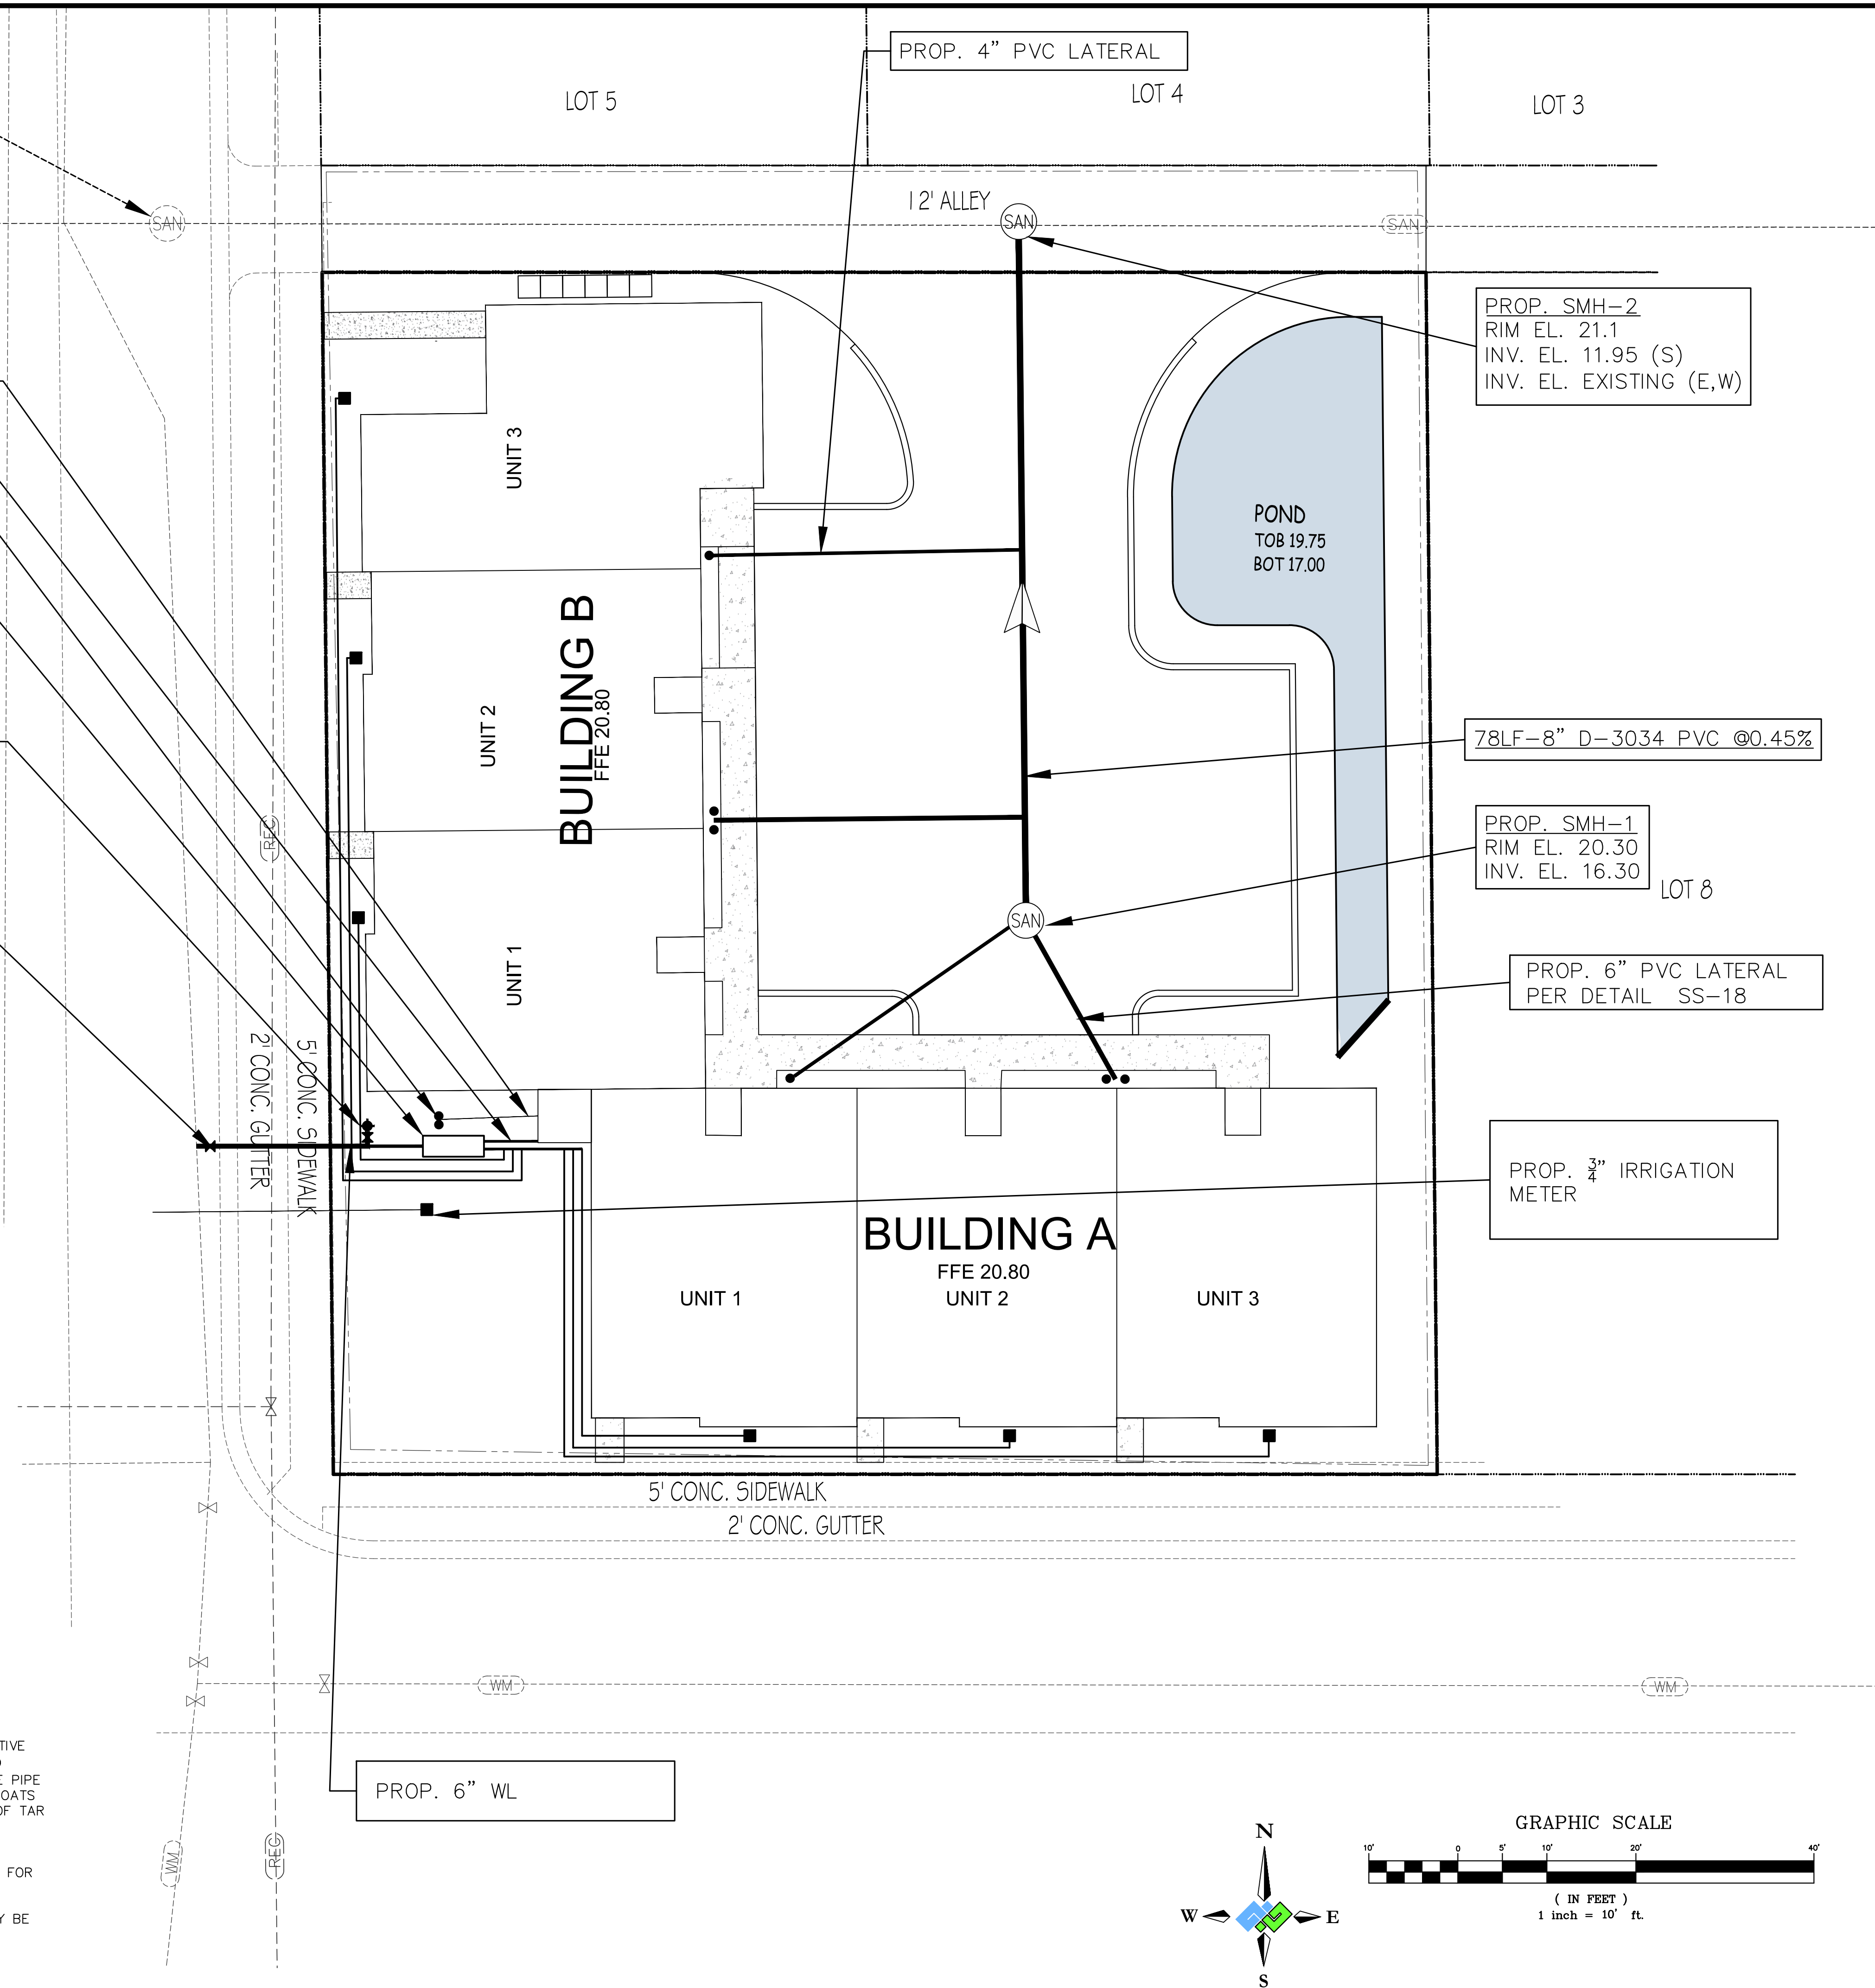 PROP. 4” PVC LATERAL
LOT 5
LOT 4
LOT 3
12' ALLEY
SAN
SAN
SAN
PROP. SMH-2
RIM EL. 21.1
INV. EL. 11.95 (S)
INV. EL. EXISTING (E,W)
UNIT 3
POND
TOB 19.75
BOT 17.00
BUILDING B
FFE 20.80
UNIT 2
78LF-8” D-3034 PVC @0.45%
REC
PROP. SMH-1
RIM EL. 20.30
INV. EL. 16.30
LOT 8
SAN
UNIT 1
PROP. 6” PVC LATERAL
PER DETAIL SS-18
2' CONC. GUTTER
5' CONC. SIDEWALK
PROP. 3/4” IRRIGATION
METER
BUILDING A
FFE 20.80
UNIT 1
UNIT 2
UNIT 3
5' CONC. SIDEWALK
2' CONC. GUTTER
WM
WM
TIVE
PIPE
OATS
OF TAR
FOR
Y BE
PROP. 6” WL
WM
REC
N
W
E
S
GRAPHIC SCALE
10' 0 5' 10' 20' 40'
( IN FEET )
1 inch = 10' ft.